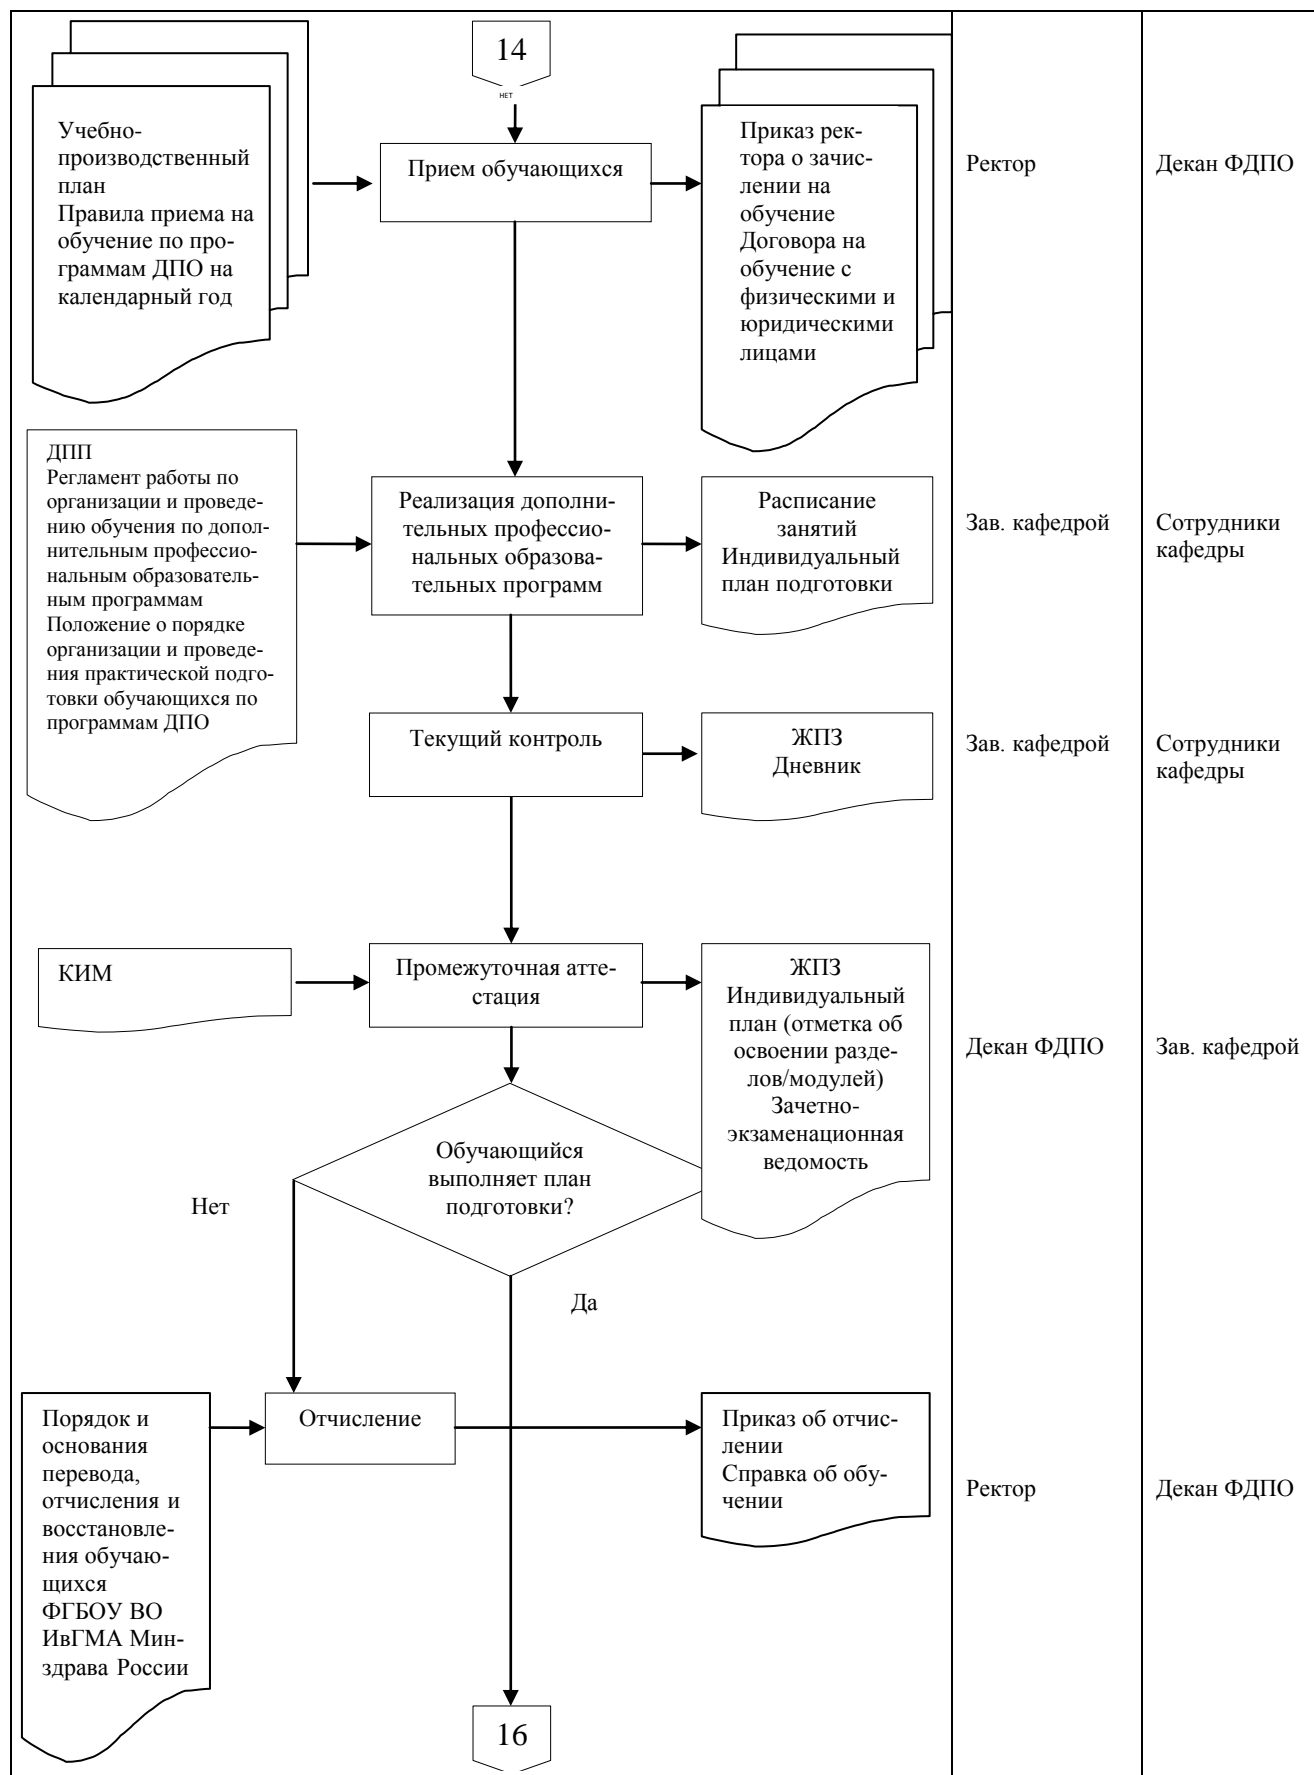 14
НЕТ
Учебно-
производственный
план
Правила приема на
обучение по про-
граммам ДПО на
календарный год
Прием обучающихся
Приказ рек-
тора о зачис-
лении на
обучение
Договора на
обучение с
физическими и
юридическими
лицами
Ректор
Декан ФДПО
ДПП
Регламент работы по
организации и проведе-
нию обучения по допол-
нительным профессио-
нальным образователь-
ным программам
Положение о порядке
организации и проведе-
ния практической подго-
товки обучающихся по
программам ДПО
Реализация дополни-
тельных профессио-
нальных образова-
тельных программ
Расписание
занятий
Индивидуальный
план подготовки
Зав. кафедрой
Сотрудники
кафедры
Текущий контроль
ЖПЗ
Дневник
Зав. кафедрой
Сотрудники
кафедры
КИМ
Промежуточная атте-
стация
ЖПЗ
Индивидуальный
план (отметка об
освоении разде-
лов/модулей)
Зачетно-
экзаменационная
ведомость
Декан ФДПО
Зав. кафедрой
Обучающийся
выполняет план
подготовки?
Нет
Да
Порядок и
основания
перевода,
отчисления и
восстановле-
ния обучаю-
щихся
ФГБОУ ВО
ИвГМА Мин-
здрава России
Отчисление
Приказ об отчис-
лении
Справка об обу-
чении
Ректор
Декан ФДПО
16